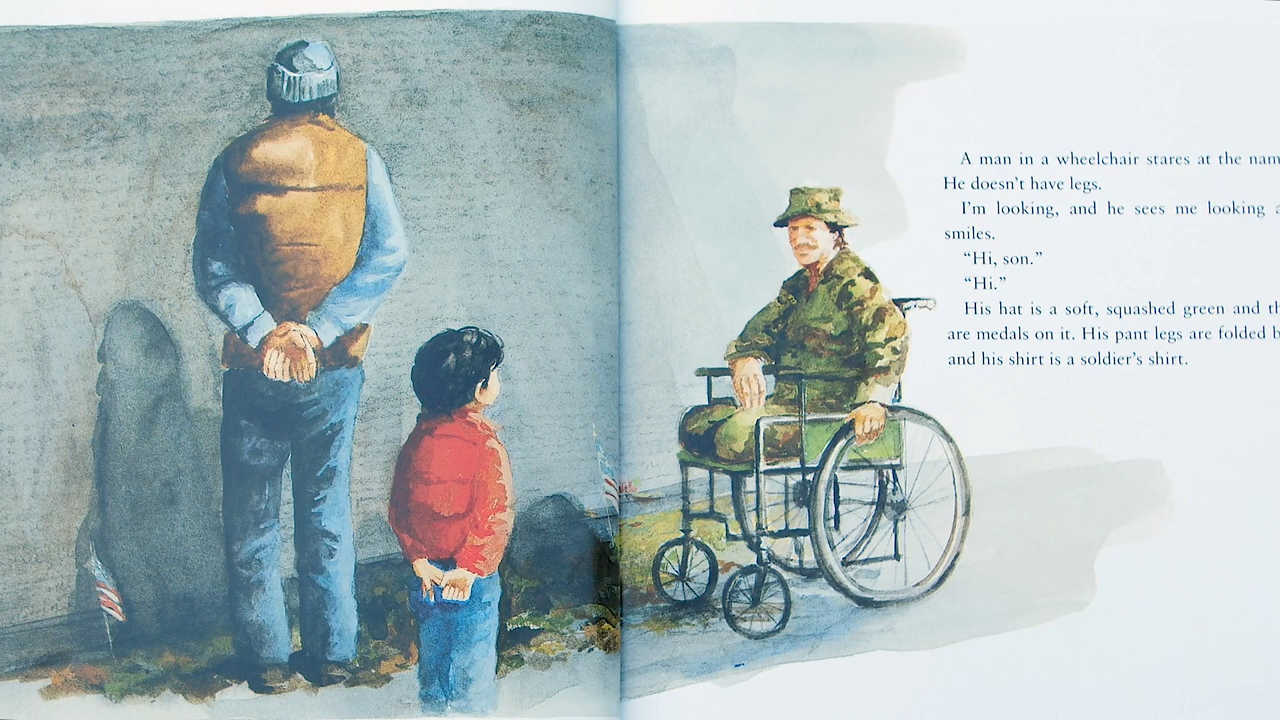 A man in a wheelchair stares at the nam
He doesn't have legs.
I'm looking, and he sees me looking
smiles.
“Hi, son.”
“Hi.”
His hat is a soft, squashed green and th
are medals on it. His pant legs are folded b
and his shirt is a soldier's shirt.